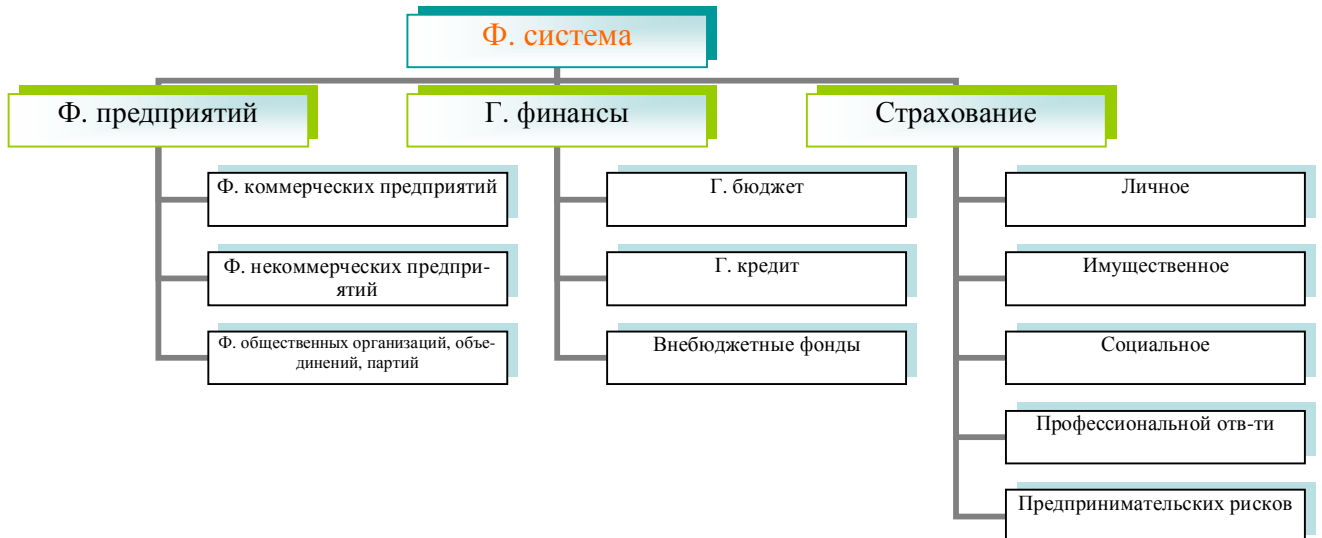 Ф. система
Ф. предприятий
Г. финансы
Страхование
Ф. коммерческих предприятий
Ф. некоммерческих предпри-
ятий
Ф. общественных организаций, объе-
динений, партий
Г. бюджет
Г. кредит
Внебюджетные фонды
Личное
Имущественное
Социальное
Профессиональной отв-ти
Предпринимательских рисков